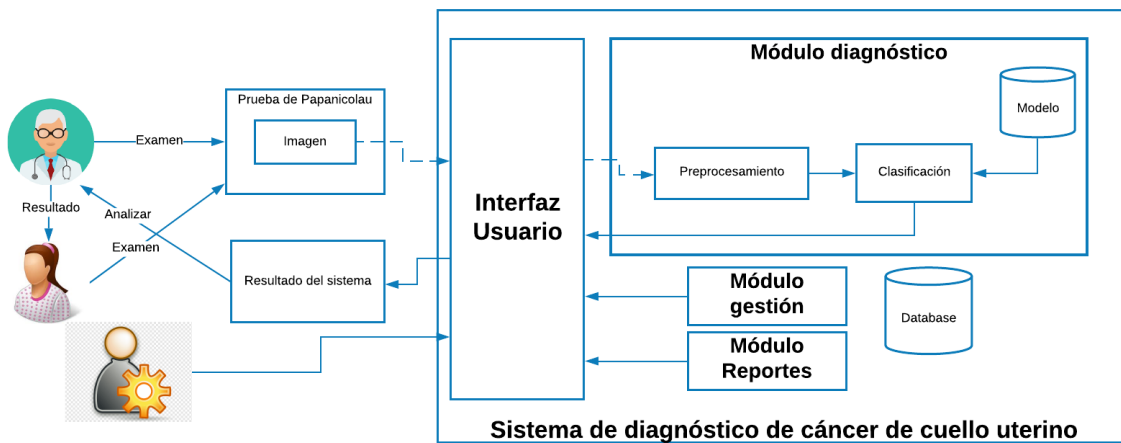 Módulo diagnóstico
Prueba de Papanicolau
Modelo
Examen
Imagen
Preprocesamiento
Clasificación
Interfaz
Usuario
Resultado
Analizar
Examen
Resultado del sistema
Módulo
gestión
Database
Módulo
Reportes
Sistema de diagnóstico de cáncer de cuello uterino